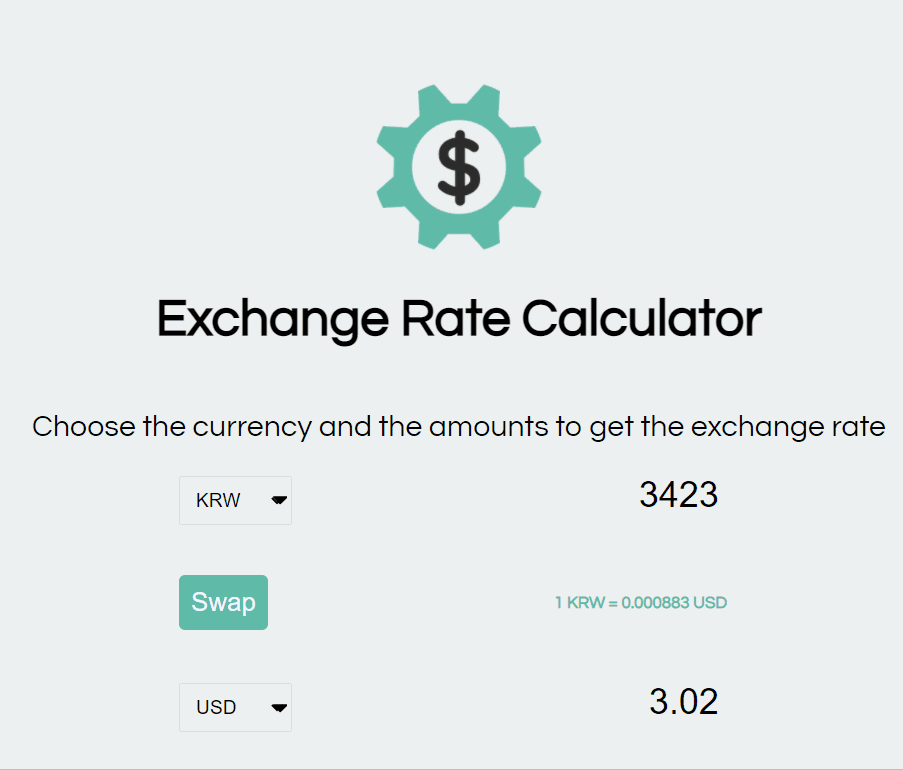 $
Exchange Rate Calculator
Choose the currency and the amounts to get the exchange rate
KRW 3423
Swap 1 KRW = 0.000883 USD
USD 3.02